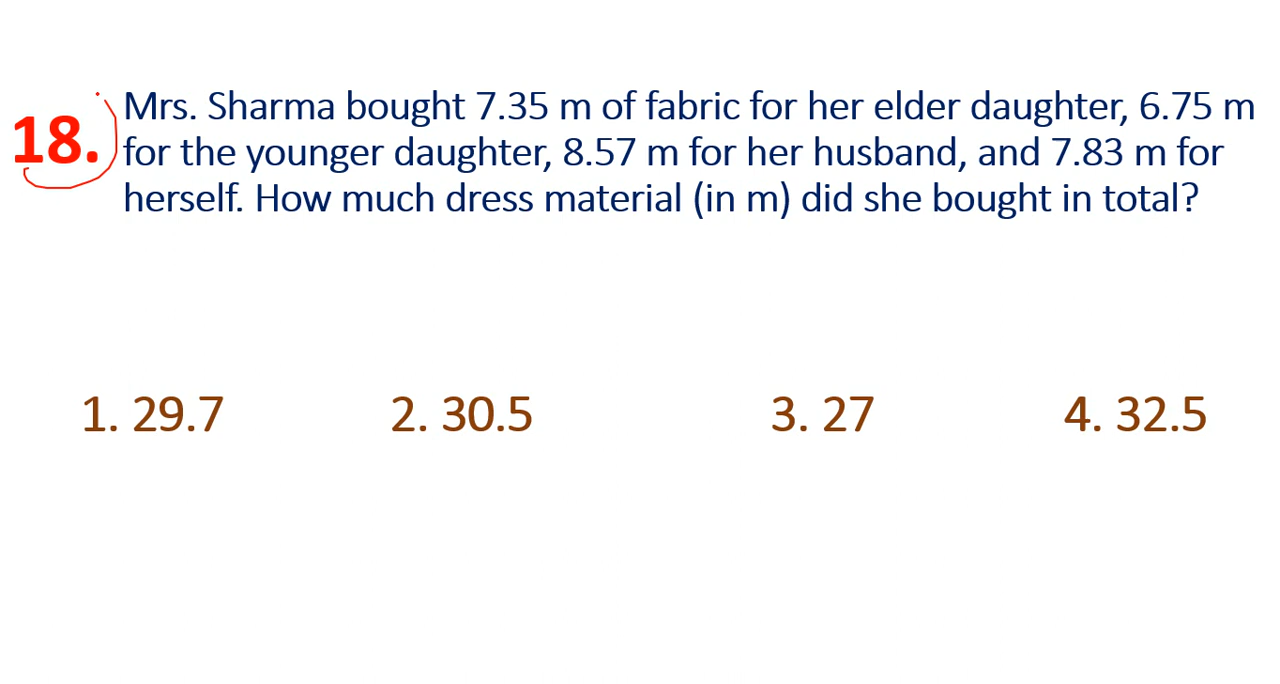 18. Mrs. Sharma bought 7.35 m of fabric for her elder daughter, 6.75 m
for the younger daughter, 8.57 m for her husband, and 7.83 m for
herself. How much dress material (in m) did she bought in total?
1. 29.7 2. 30.5 3. 27 4. 32.5